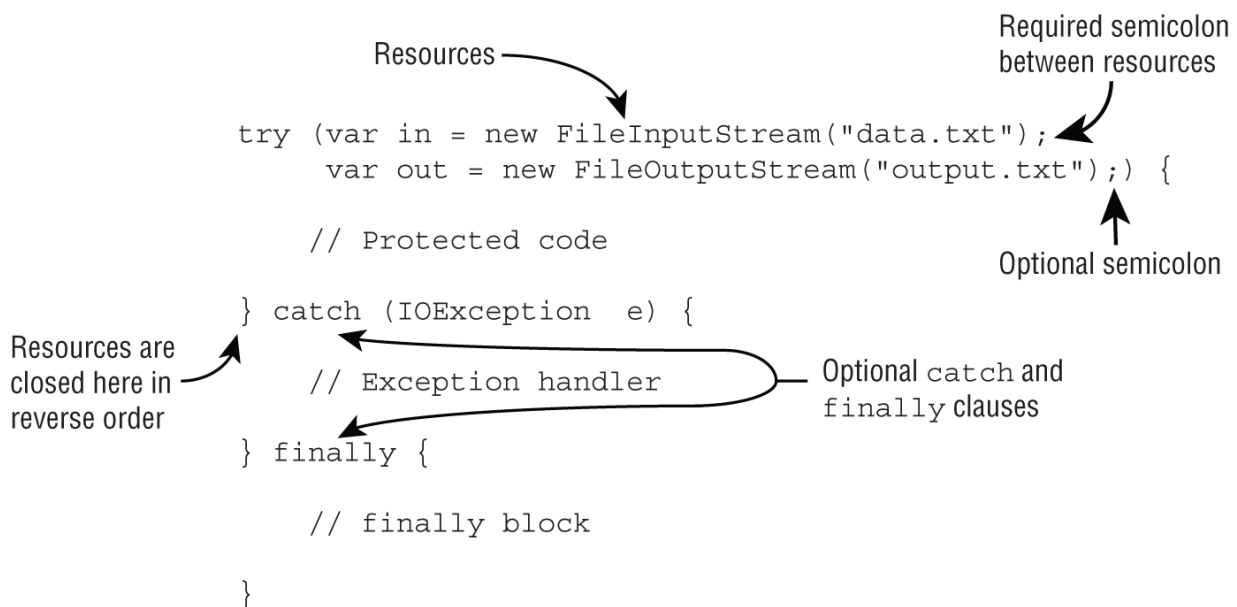 Required semicolon
between resources
Resources
try (var in = new FileInputStream("data.txt");
var out = new FileOutputStream("output.txt");) {
// Protected code
Optional semicolon
} catch (IOException  e) {
Resources are
closed here in
reverse order
// Exception handler
Optional catch and
finally clauses
} finally {
// finally block
}